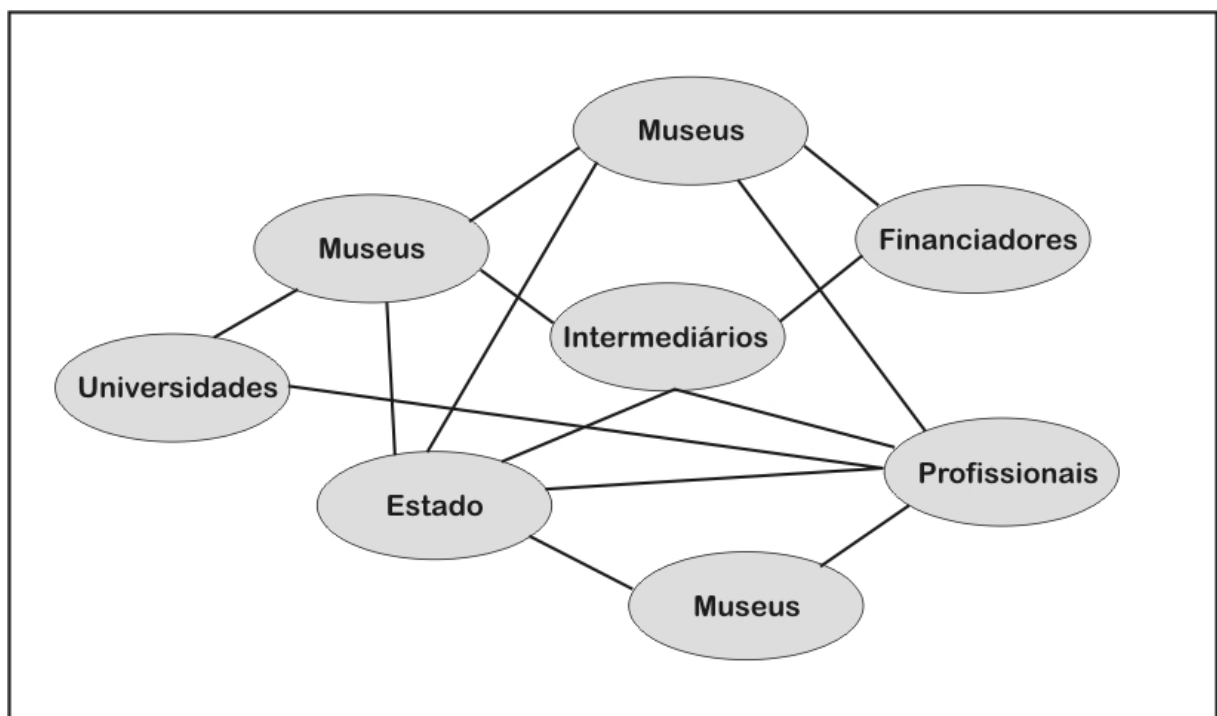 Museus
Museus
Financiadores
Intermediários
Universidades
Profissionais
Estado
Museus